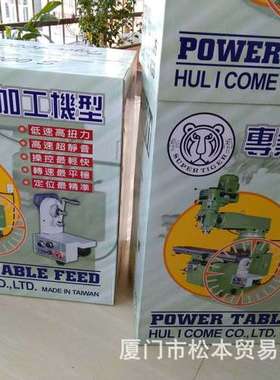 加工機型
低速高扭力
高速超靜音
操控最輕快
轉速最平穩
定位最精準
ABLE FEED
CO.,LTD. MADE IN TAIWAN
POWER
HUL I COME
SUPER TIGER
專
POWER TABL
HUL I COME CO., LTD.
厦门市松本贸易